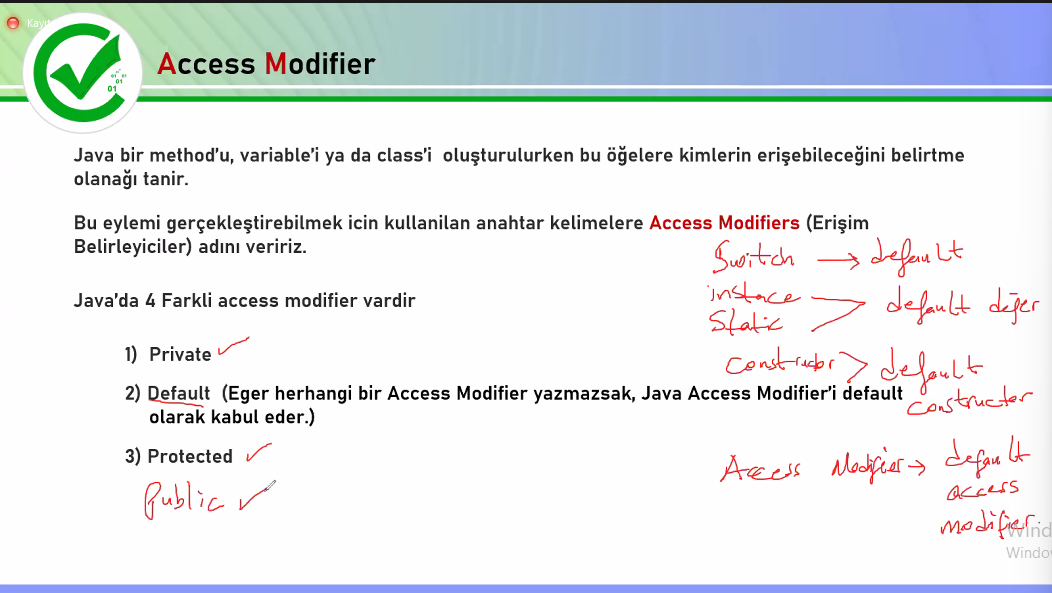 Kayıt
Access Modifier
01
01
Java bir method'u, variable'i ya da class'i oluşturulurken bu öğelere kimlerin erişebileceğini belirtme
olanağı tanir.
Bu eylemi gerçekleştirebilmek icin kullanilan anahtar kelimelere Access Modifiers (Erişim
Belirleyiciler) adını veririz.
Switch → default
instace
static
default değer
Java'da 4 Farkli access modifier vardir
1) Private
constructor
default
constructer
2) Default (Eger herhangi bir Access Modifier yazmazsak, Java Access Modifier'i default
olarak kabul eder.)
3) Protected
Public
Access Modifier → default
access
modifier
Wind
Window